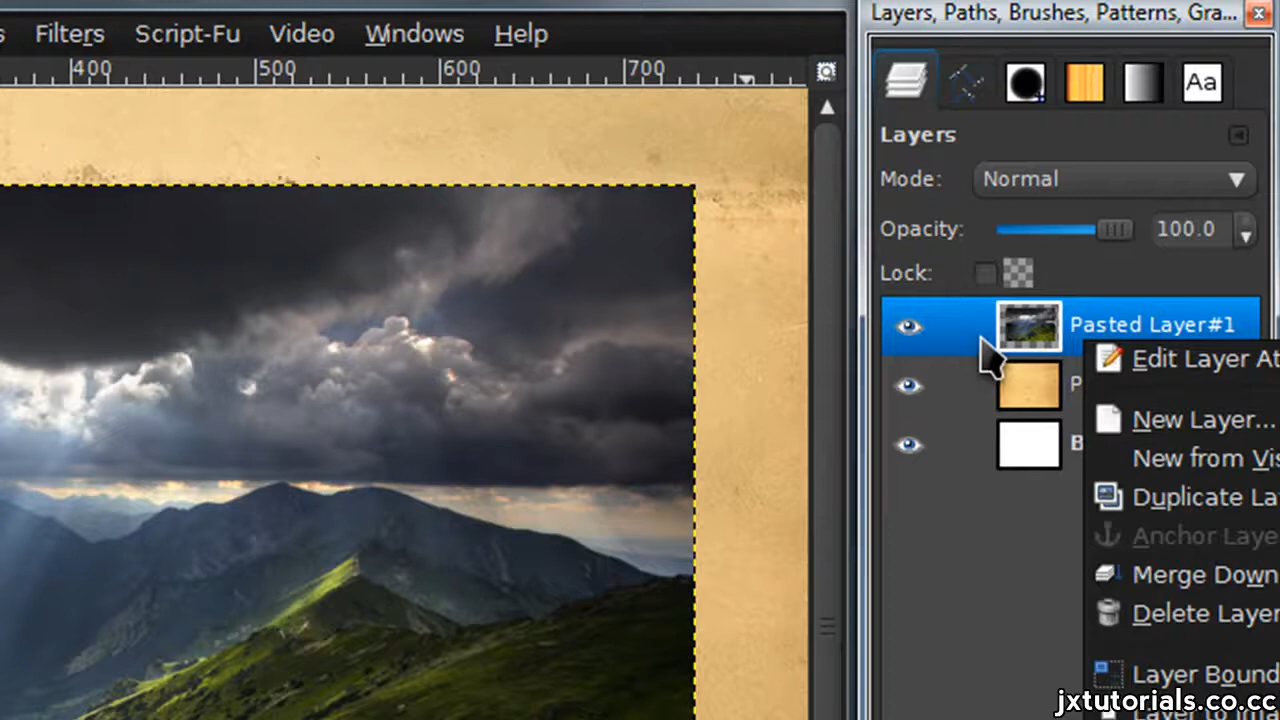 Layers, Paths, Brushes, Patterns, Gra...
s Filters Script-Fu Video Windows Help
400 500 600 700
Aa
Layers
Mode: Normal
Opacity: 100.0
Lock:
Pasted Layer#1
Edit Layer At
P
New Layer...
B
New from Vis
Duplicate La
Anchor Laye
Merge Down
Delete Layer
Layer Bound
jxtutorials.co.cc